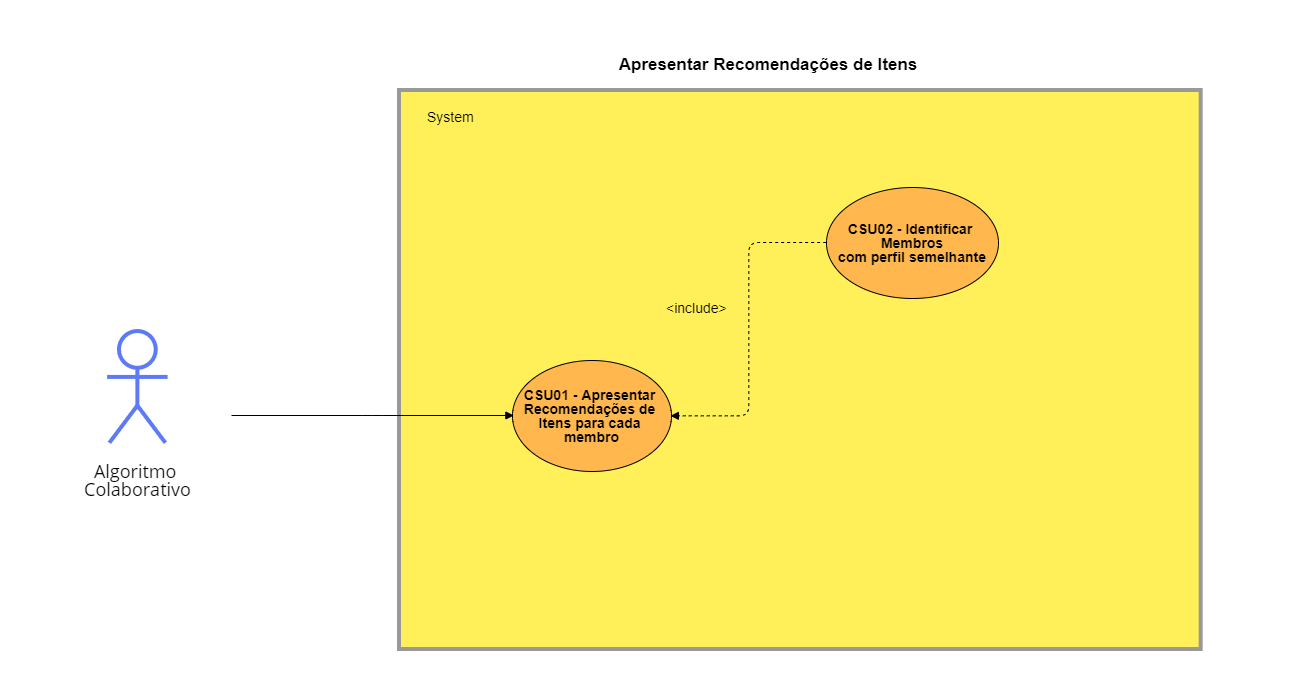 Apresentar Recomendações de Itens
System
CSU02 - Identificar
Membros
com perfil semelhante
<include>
CSU01 - Apresentar
Recomendações de
Itens para cada
membro
Algoritmo
Colaborativo